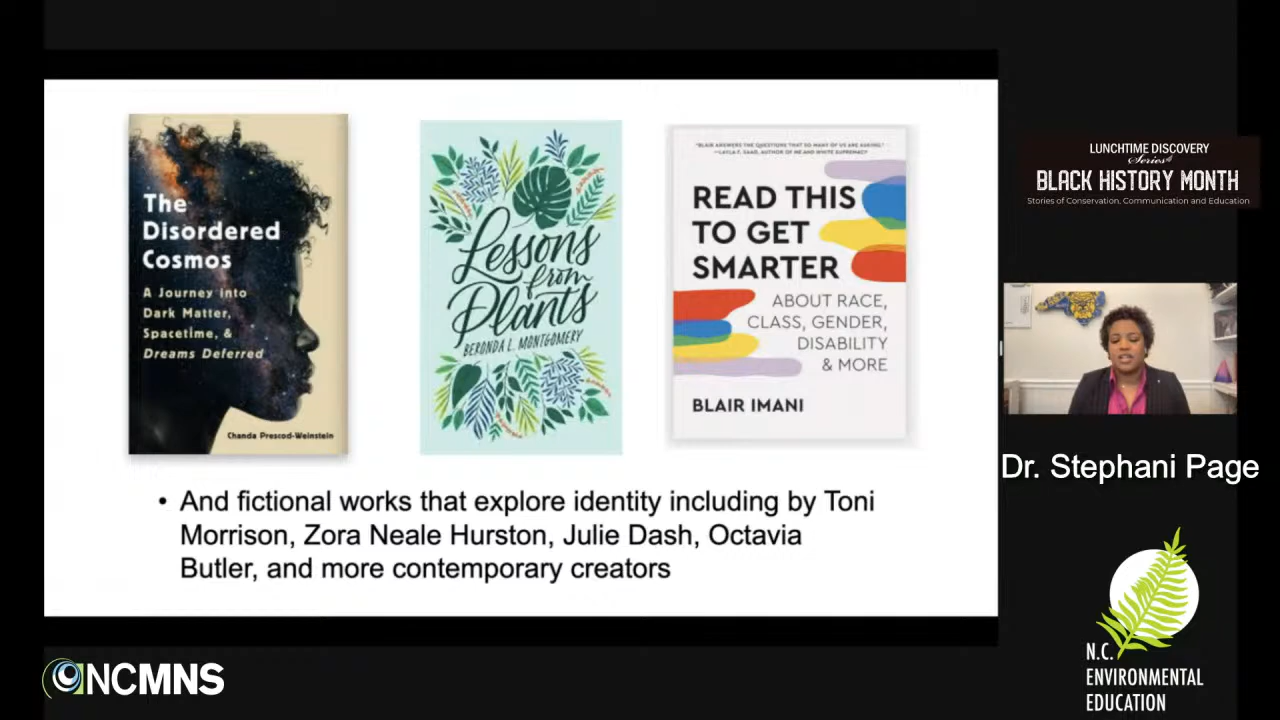 The
Disordered
Cosmos
A Journey into
Dark Matter,
Spacetime, &
Dreams Deferred
Chanda Prescod-Weinstein
Lessons
from
Plants
BERONDA L. MONTGOMERY
"BLAIR ANSWERS THE QUESTIONS THAT SO MANY OF US ARE ASKING."
—LAYLA F. SAAD, AUTHOR OF ME AND WHITE SUPREMACY
READ THIS
TO GET
SMARTER
ABOUT RACE,
CLASS, GENDER,
DISABILITY
& MORE
BLAIR IMANI
• And fictional works that explore identity including by Toni
Morrison, Zora Neale Hurston, Julie Dash, Octavia
Butler, and more contemporary creators
LUNCHTIME DISCOVERY
Series
BLACK HISTORY MONTH
Stories of Conservation, Communication and Education
Dr. Stephani Page
NCMNS
N.C.
ENVIRONMENTAL
EDUCATION